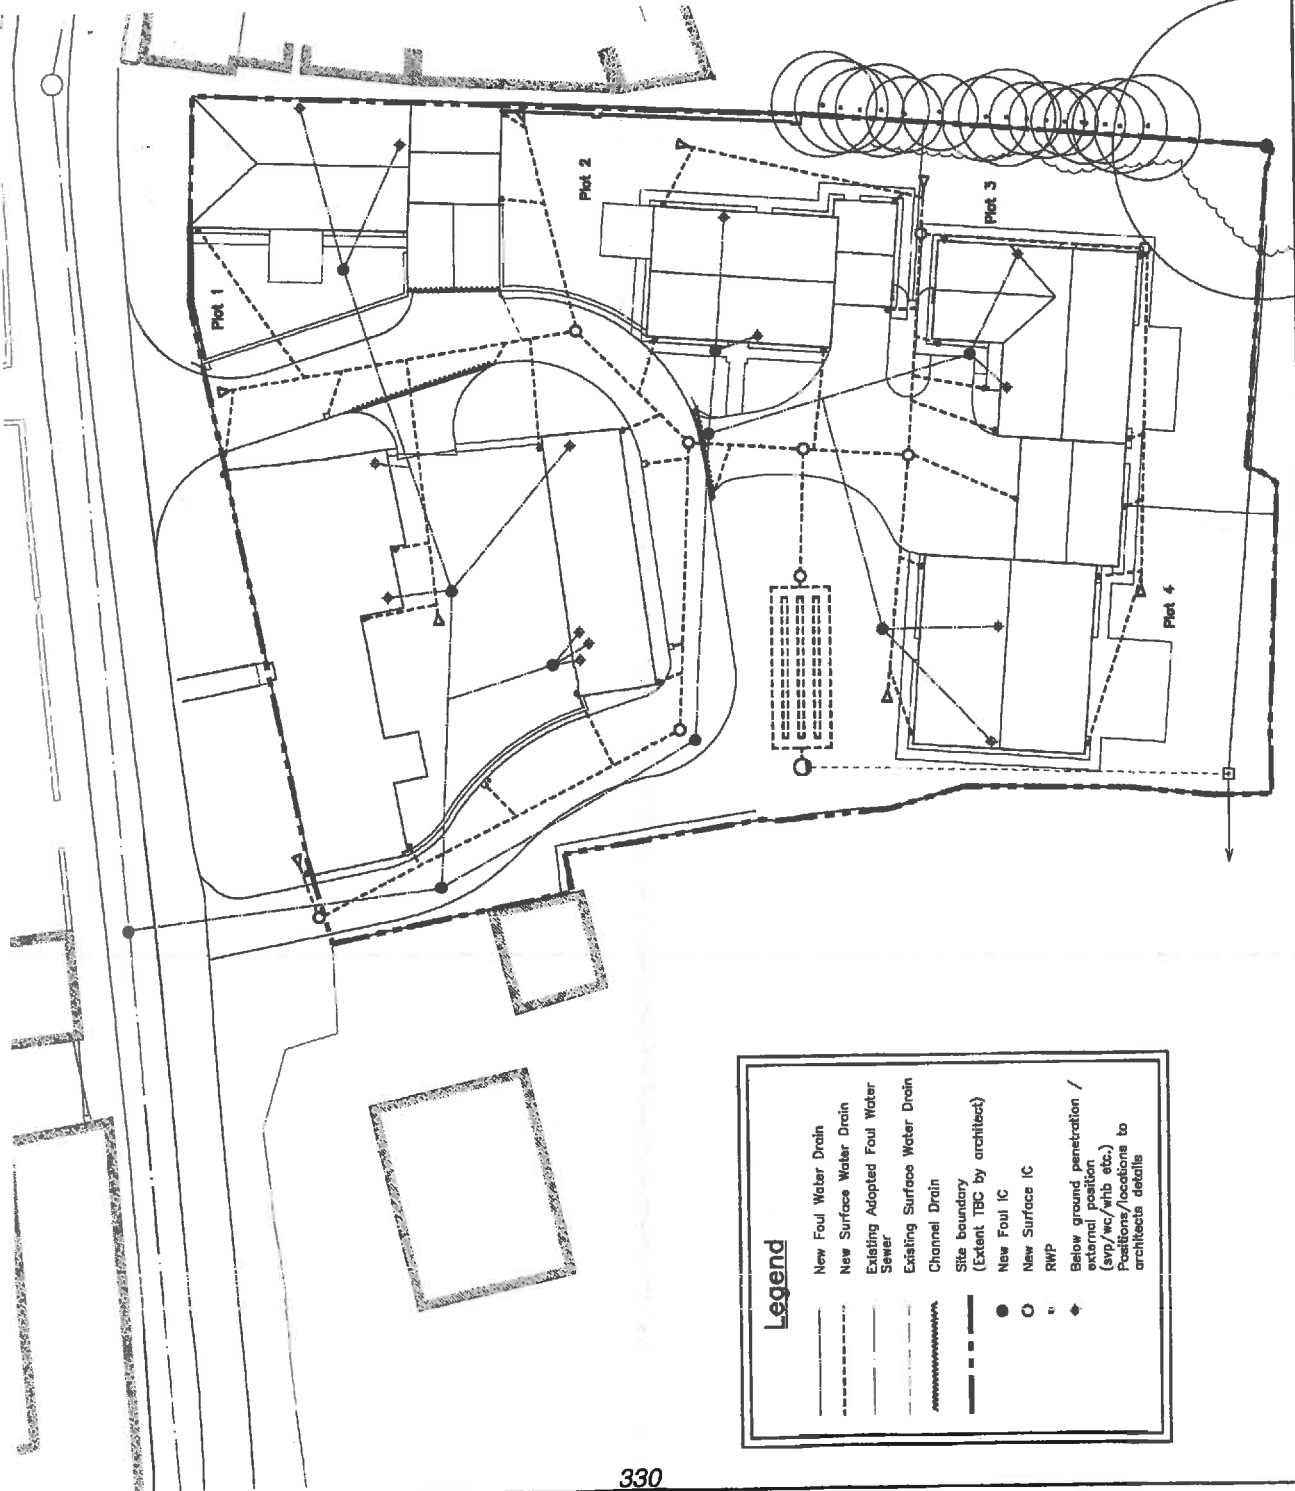 Plot 1
Plot 2
Plot 3
Plot 4
Legend
New Foul Water Drain
New Surface Water Drain
Existing Adopted Foul Water
Sewer
Existing Surface Water Drain
Channel Drain
Site boundary
(Extent TBC by architect)
New Foul IC
New Surface IC
RWP
Below ground penetration /
external position
(svp/wc/whb etc.)
Positions/locations to
architects details
330